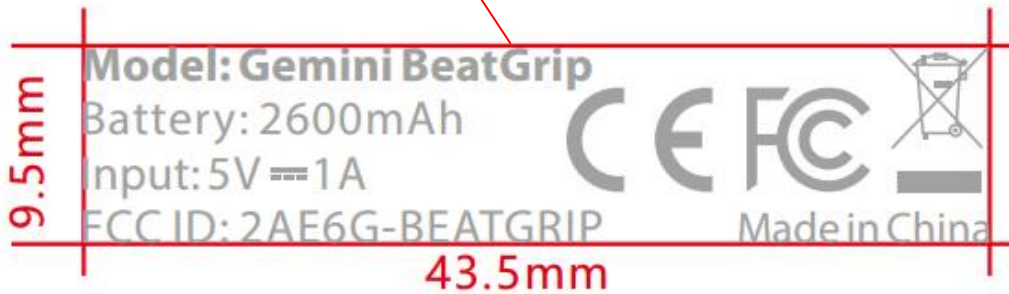 Model: Gemini BeatGrip
Battery: 2600mAh
Input: 5V ⎓ 1A
CE FC
FCC ID: 2AE6G-BEATGRIP
Made in China
9.5mm
43.5mm